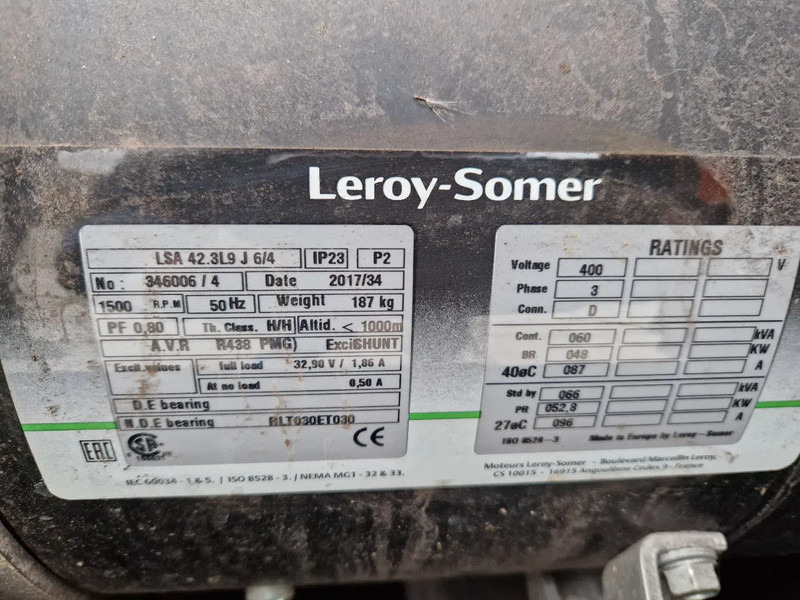 Leroy-Somer
LSA 42.3L9 J 6/4 IP23 P2
No : 346006 / 4 Date 2017/34
1500 R.P.M 50 Hz Weight 187 kg
PF 0,80 Th. Class. H/H Altid. < 1000m
A.V.R R438 PMG) Exci SHUNT
Excit. values full load 32,90 V / 1,86 A
At no load 0,50 A
D.E bearing
N.D.E bearing
EAC CE
IEC 60034 - 1 & 5. / ISO 8528 - 3. / NEMA MG1 - 32 & 33.
RATINGS
Voltage 400 V
Phase 3
Conn. D
Cont. 060 kVA
BR 048 KW
40øC 087 A
Std by 066 kVA
PR 052,8 KW
27øC 096 A
ISO 8528 - 3 Made in Europe by Leroy - Somer
Moteurs Leroy-Somer - Boulevard Marcellin Leroy,
CS 10015 - 16915 Angoulême Cedex 9 - France